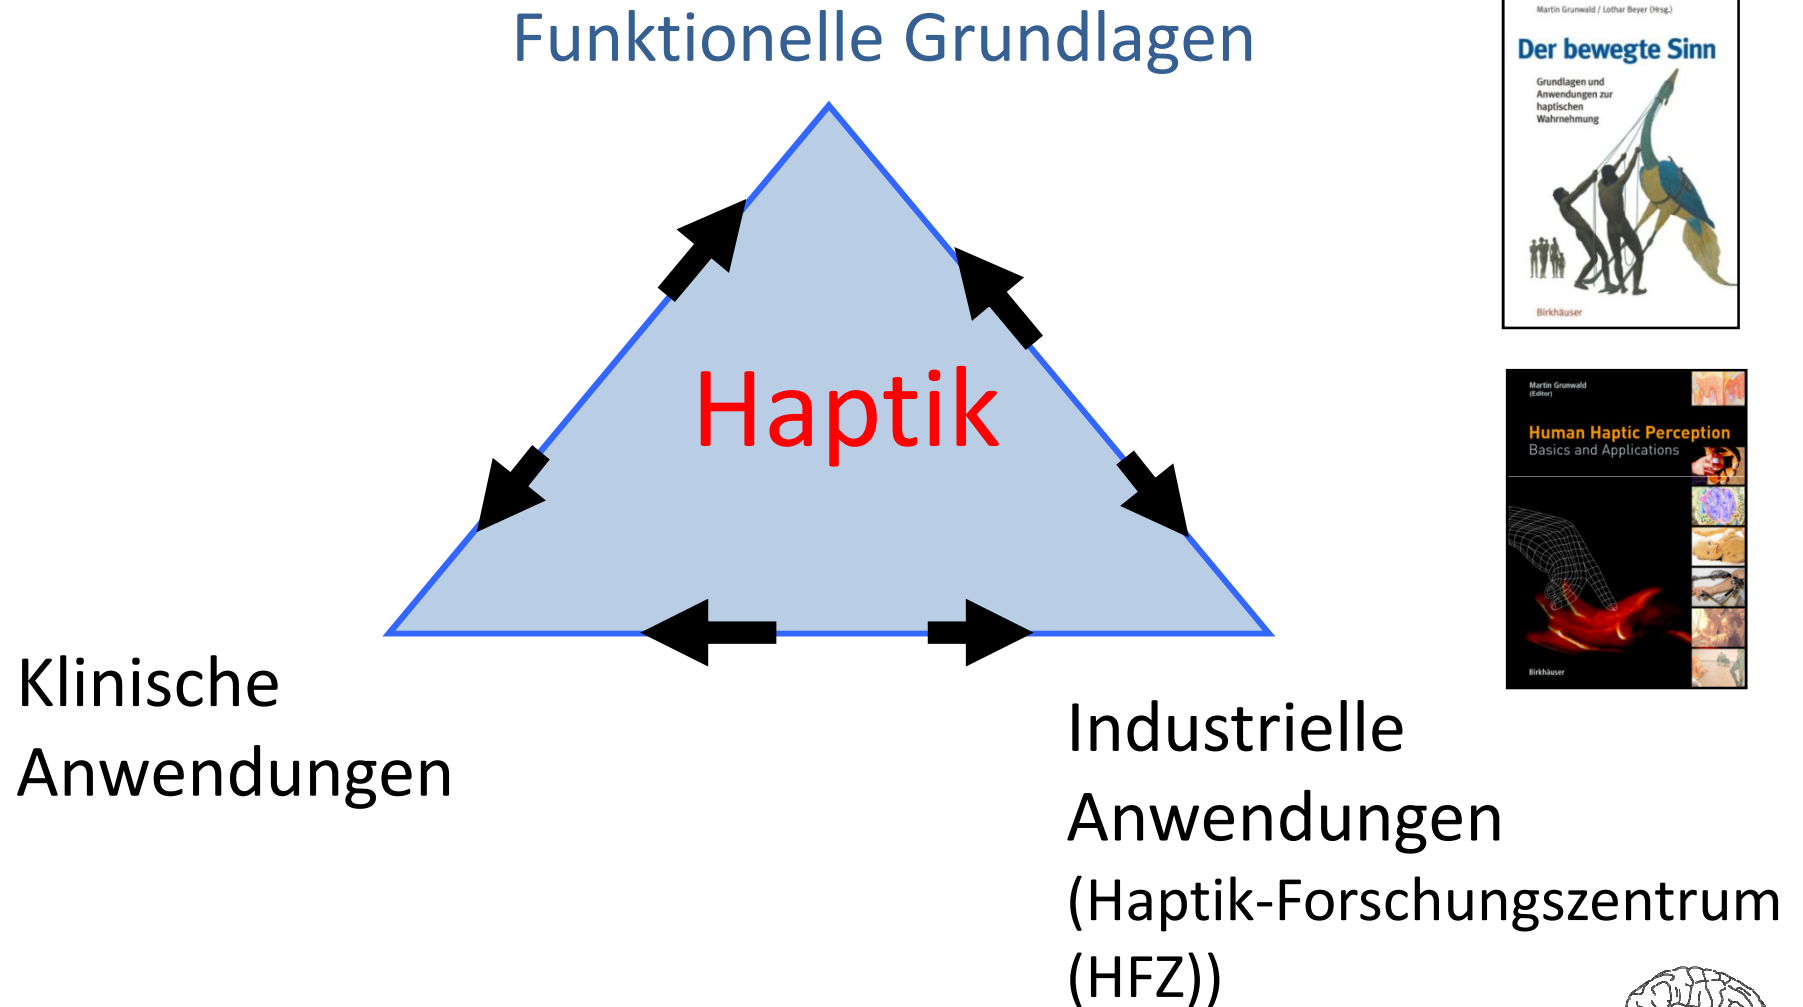 Funktionelle Grundlagen
Haptik
Klinische
Anwendungen
Industrielle
Anwendungen
(Haptik-Forschungszentrum
(HFZ))
Martin Grunwald / Lothar Beyer (Hrsg.)
Der bewegte Sinn
Grundlagen und
Anwendungen zur
haptischen
Wahrnehmung
Birkhäuser
Martin Grunwald
(Editor)
Human Haptic Perception
Basics and Applications
Birkhäuser